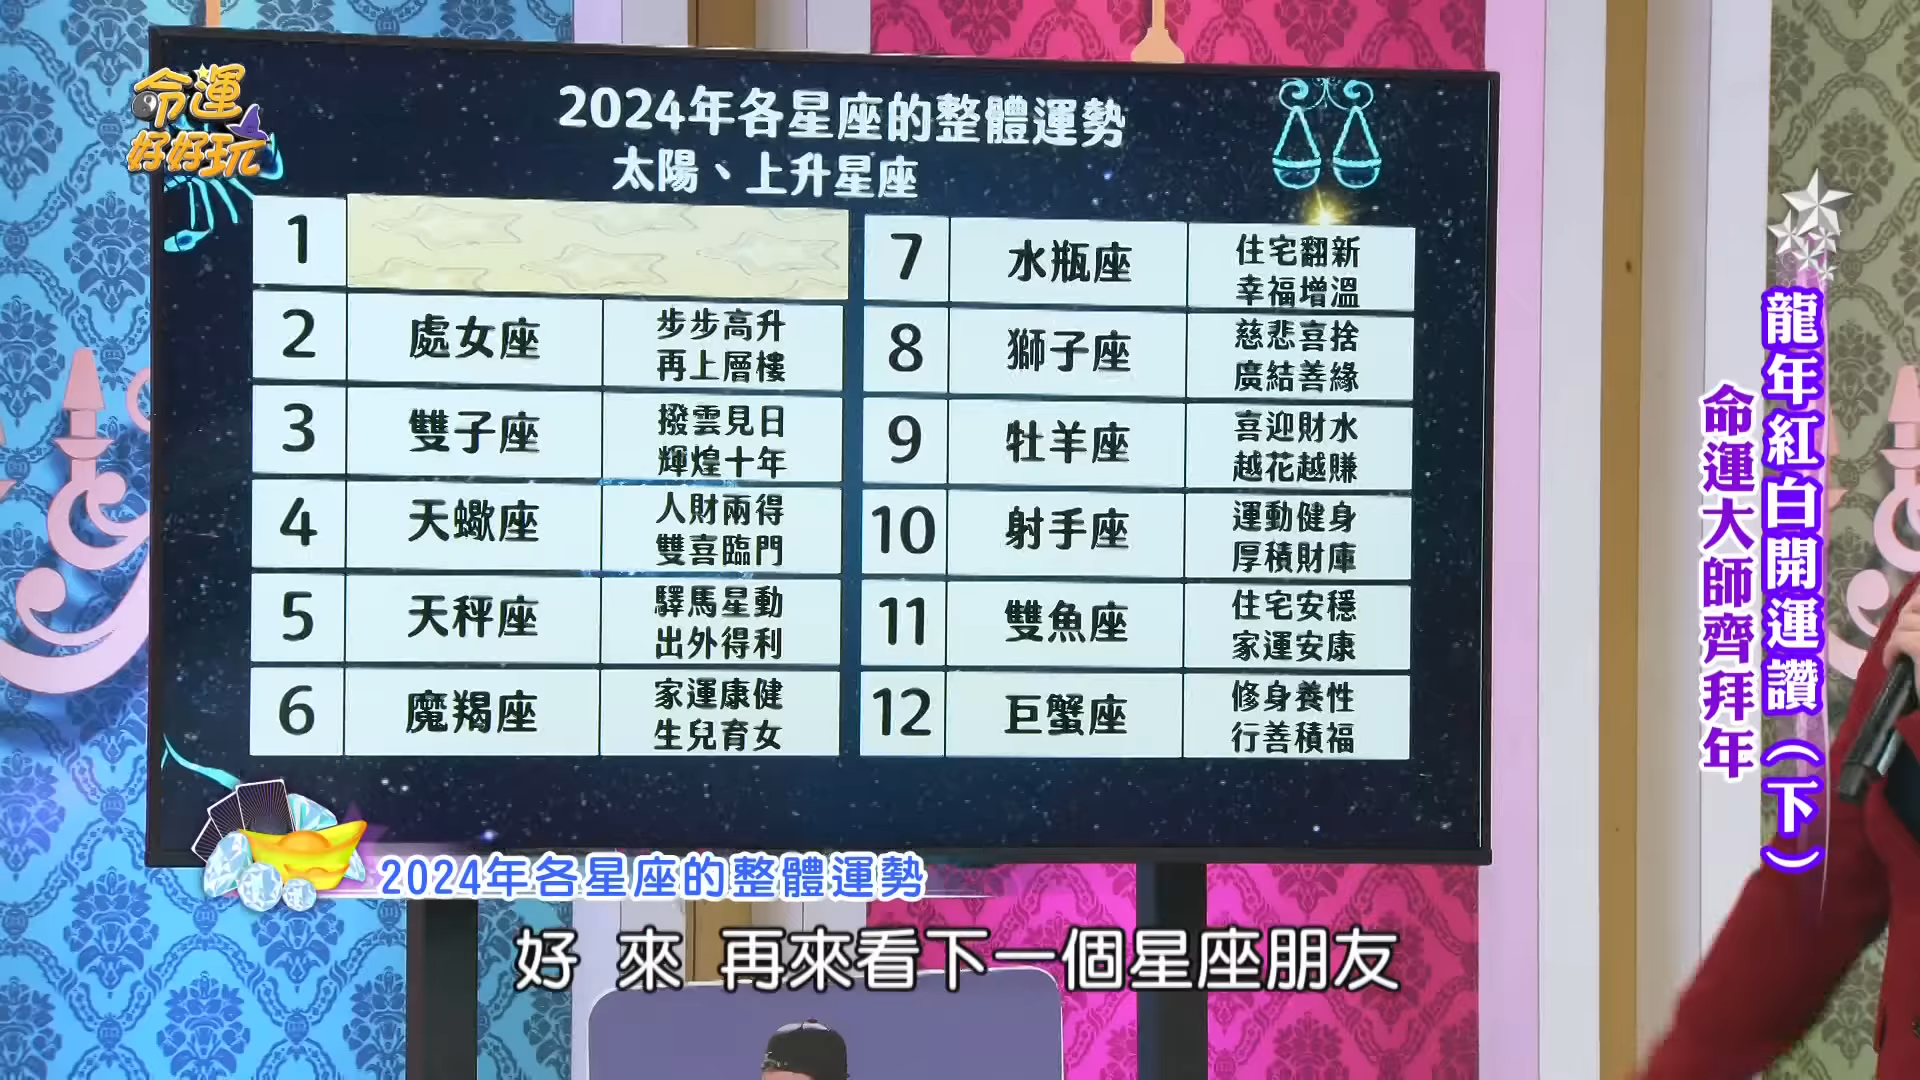 命運
好好玩
2024年各星座的整體運勢
太陽、上升星座
1
2
處女座
步步高升
再上層樓
3
雙子座
撥雲見日
輝煌十年
4
天蠍座
人財兩得
雙喜臨門
5
天秤座
驛馬星動
出外得利
6
魔羯座
家運康健
生兒育女
7
水瓶座
住宅翻新
幸福增溫
8
獅子座
慈悲喜捨
廣結善緣
9
牡羊座
喜迎財水
越花越賺
10
射手座
運動健身
厚積財庫
11
雙魚座
住宅安穩
家運安康
12
巨蟹座
修身養性
行善積福
龍年紅白開運讚（下）
命運大師齊拜年
2024年各星座的整體運勢
好 來 再來看下一個星座朋友